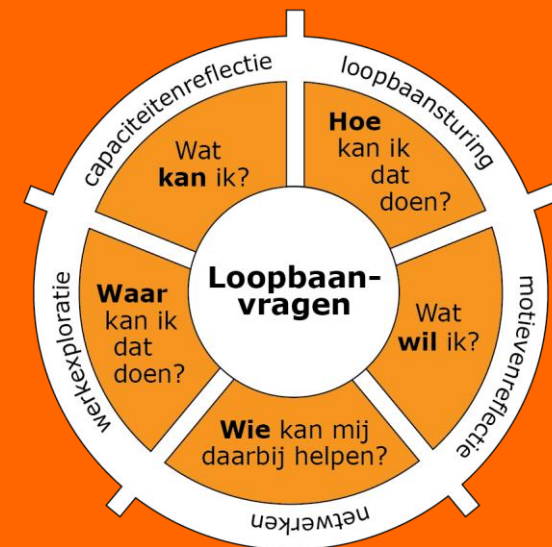 capaciteitenreflectie
Wat
kan ik?
loopbaansturing
Hoe
kan ik
dat
doen?
motievenreflectie
Wat
wil ik?
netwerken
Wie kan mij
daarbij helpen?
werkexploratie
Waar
kan ik
dat
doen?
Loopbaan-
vragen